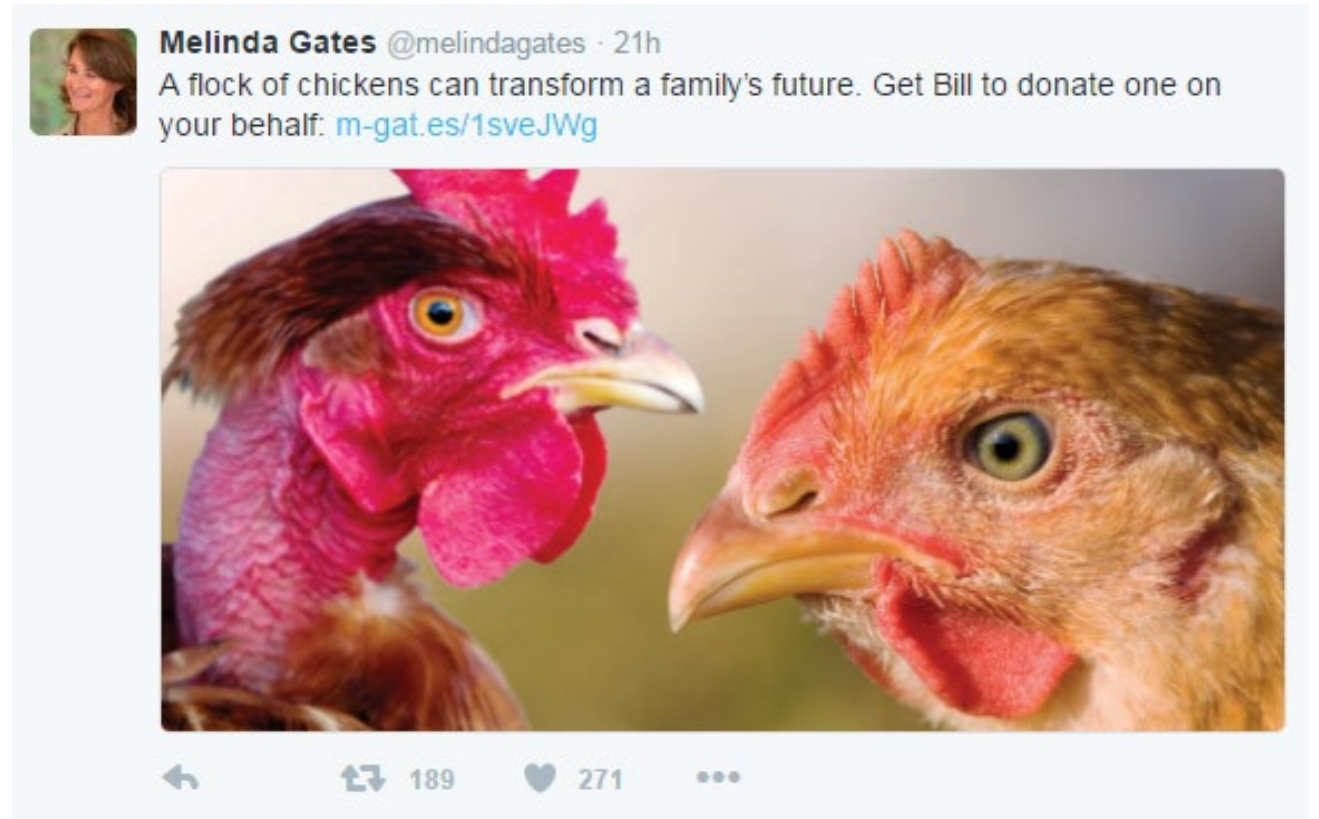 Melinda Gates @melindagates · 21h
A flock of chickens can transform a family’s future. Get Bill to donate one on
your behalf: m-gat.es/1sveJWg
189 271